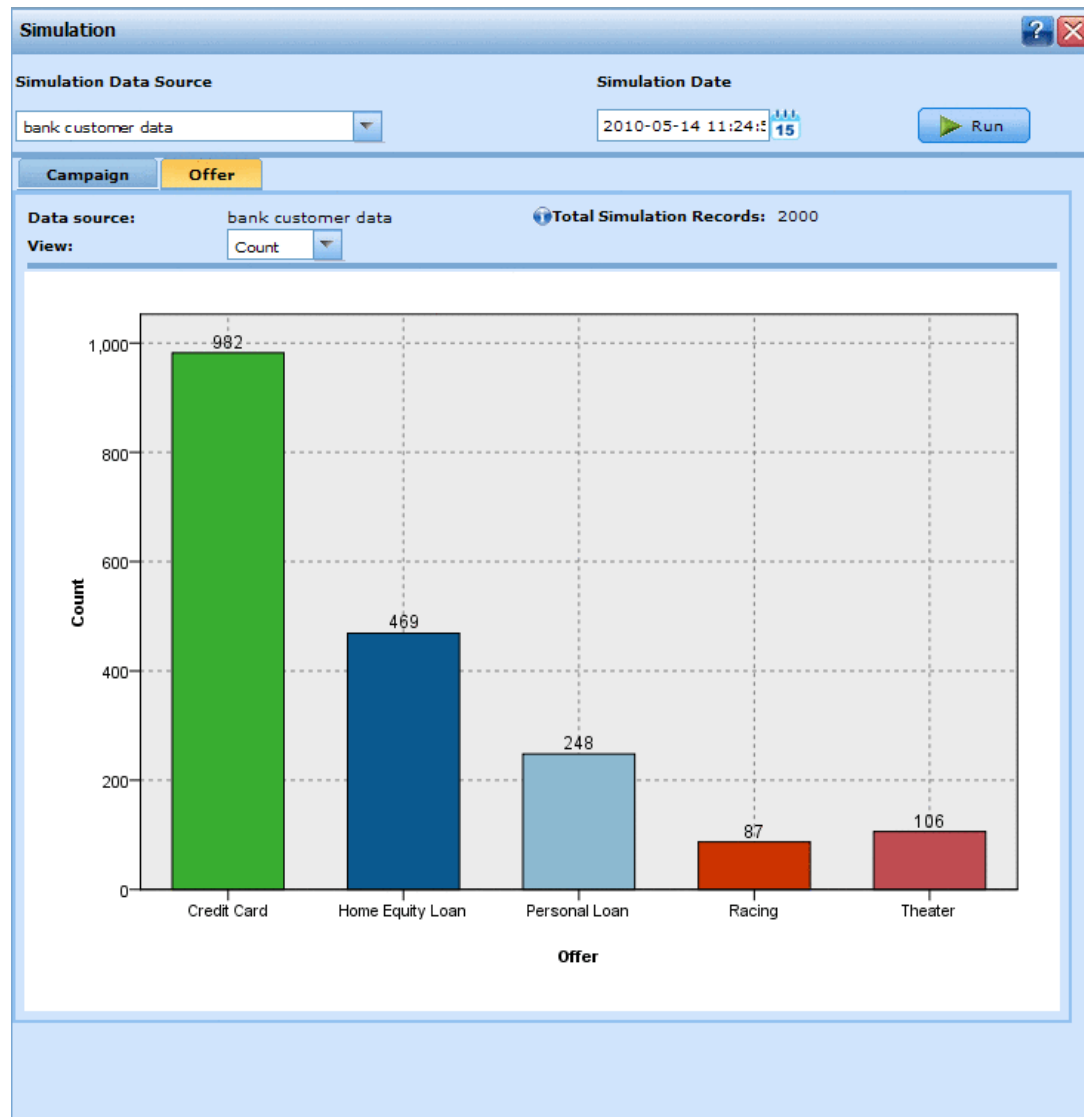 Simulation
?
Simulation Data Source
Simulation Date
bank customer data
2010-05-14 11:24:5
15
Run
Campaign
Offer
Data source: bank customer data
Total Simulation Records: 2000
View: Count
1,000
800
600
400
200
0
Count
982
469
248
87
106
Credit Card
Home Equity Loan
Personal Loan
Racing
Theater
Offer